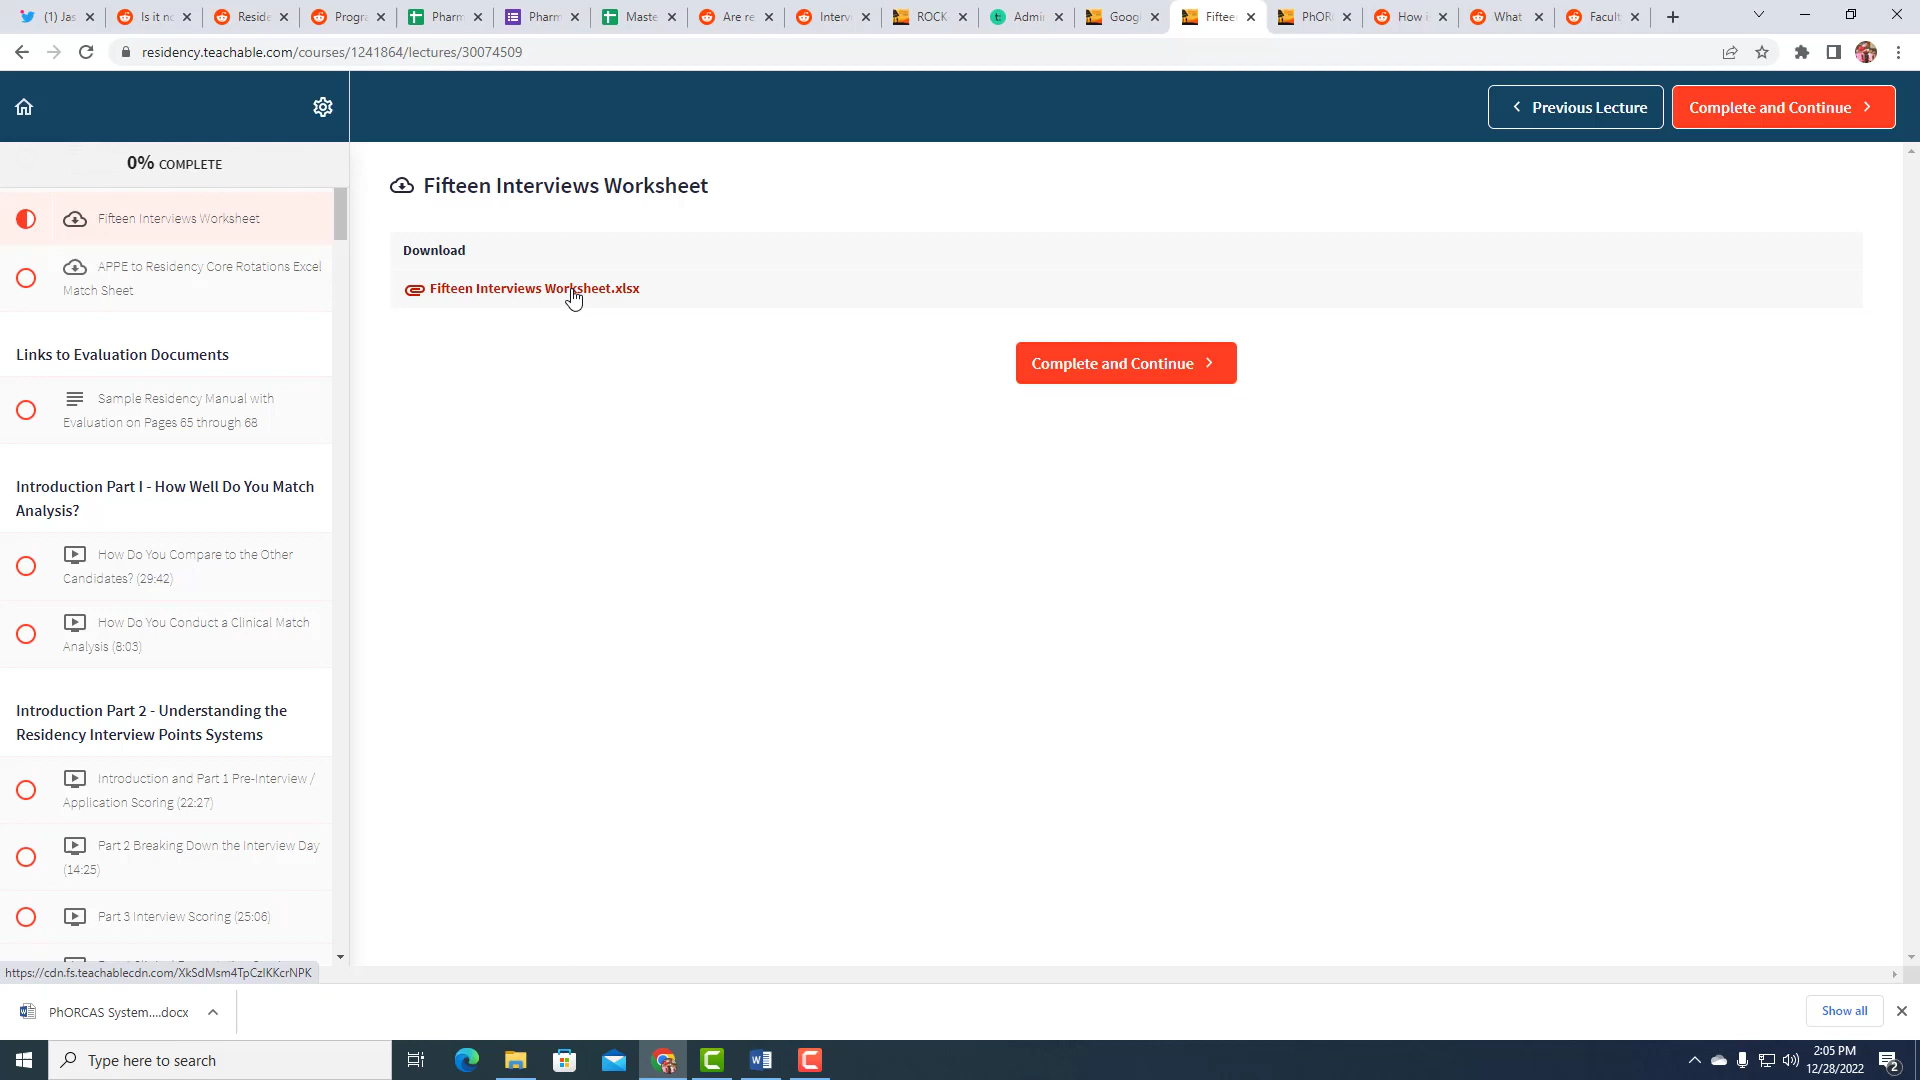 (1) Jas
Is it no
Reside
Progra
Pharm
Pharm
Maste
Are re
Intervi
ROCK
Admi
Googl
Fifteen
PhOR
How i
What
Facult
residency.teachable.com/courses/1241864/lectures/30074509
Previous Lecture
Complete and Continue
0% COMPLETE
Fifteen Interviews Worksheet
APPE to Residency Core Rotations Excel
Match Sheet
Links to Evaluation Documents
Sample Residency Manual with
Evaluation on Pages 65 through 68
Introduction Part I - How Well Do You Match
Analysis?
How Do You Compare to the Other
Candidates? (29:42)
How Do You Conduct a Clinical Match
Analysis (8:03)
Introduction Part 2 - Understanding the
Residency Interview Points Systems
Introduction and Part 1 Pre-Interview /
Application Scoring (22:27)
Part 2 Breaking Down the Interview Day
(14:25)
Part 3 Interview Scoring (25:06)
Fifteen Interviews Worksheet
Download
Fifteen Interviews Worksheet.xlsx
Complete and Continue
https://cdn.fs.teachablecdn.com/XkSdMsm4TpCzlKKcrNPK
PhORCAS System....docx
Show all
Type here to search
2:05 PM
12/28/2022
2